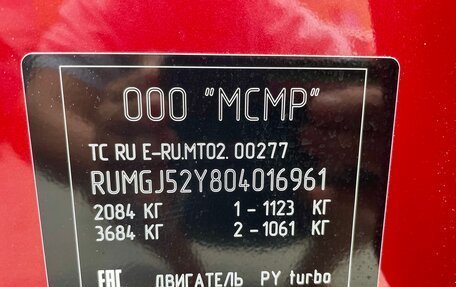 ООО "МСМР"
TC RU E-RU.MT02. 00277
RUMGJ52Y804016961
2084 КГ 1 - 1123 КГ
3684 КГ 2 - 1061 КГ
ЕАС ДВИГАТЕЛЬ PY turbo